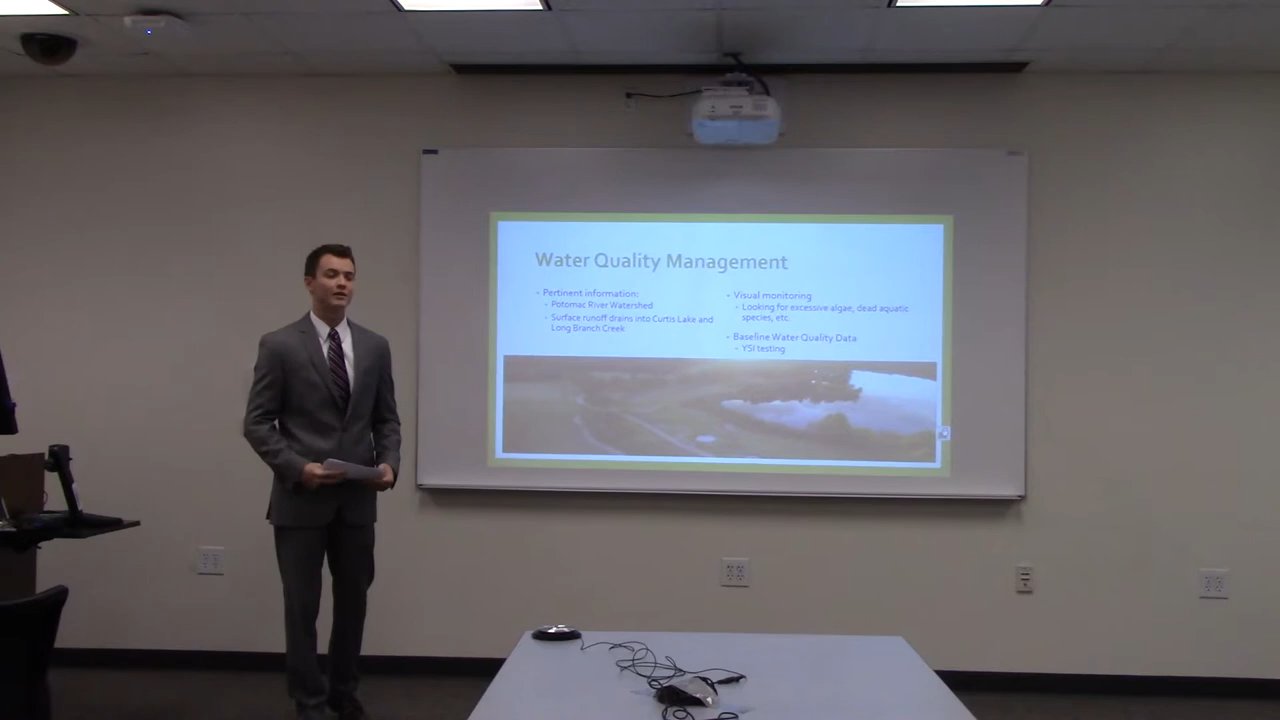 Water Quality Management
- Pertinent information:
- Potomac River Watershed
- Surface runoff drains into Curtis Lake and
Long Branch Creek
- Visual monitoring
- Looking for excessive algae, dead aquatic
species, etc.
- Baseline Water Quality Data
- YSI testing